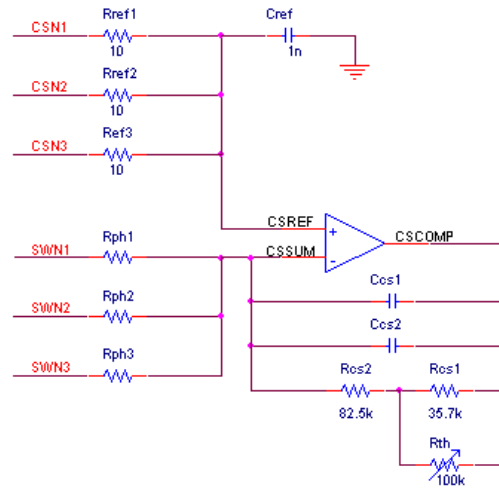 CSN1 Rref1 Cref
10 1n
CSN2 Rref2
10
CSN3 Ref3
10
CSREF
+
CSCOMP
SWN1 Rph1 CSSUM
-
Ccs1
SWN2 Rph2
Ccs2
SWN3 Rph3
Rcs2 Rcs1
82.5k 35.7k
Rth
100k